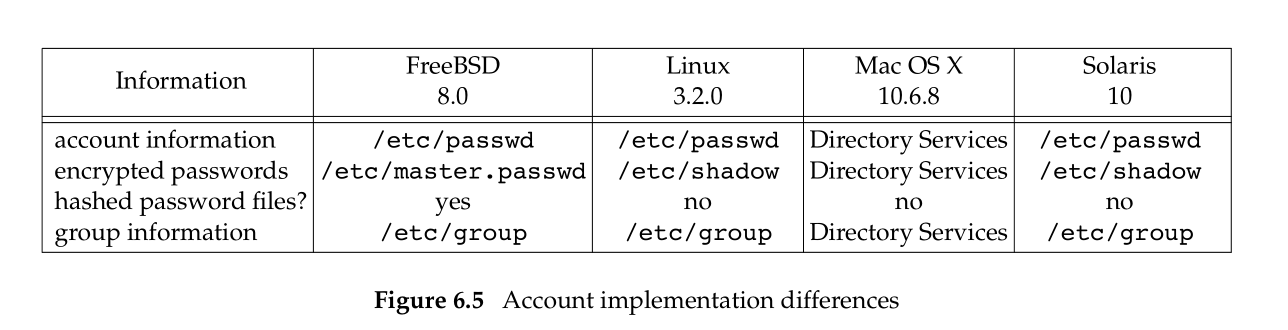 Information FreeBSD 8.0 Linux 3.2.0 Mac OS X 10.6.8 Solaris 10
account information /etc/passwd /etc/passwd Directory Services /etc/passwd
encrypted passwords /etc/master.passwd /etc/shadow Directory Services /etc/shadow
hashed password files? yes no no no
group information /etc/group /etc/group Directory Services /etc/group
Figure 6.5 Account implementation differences